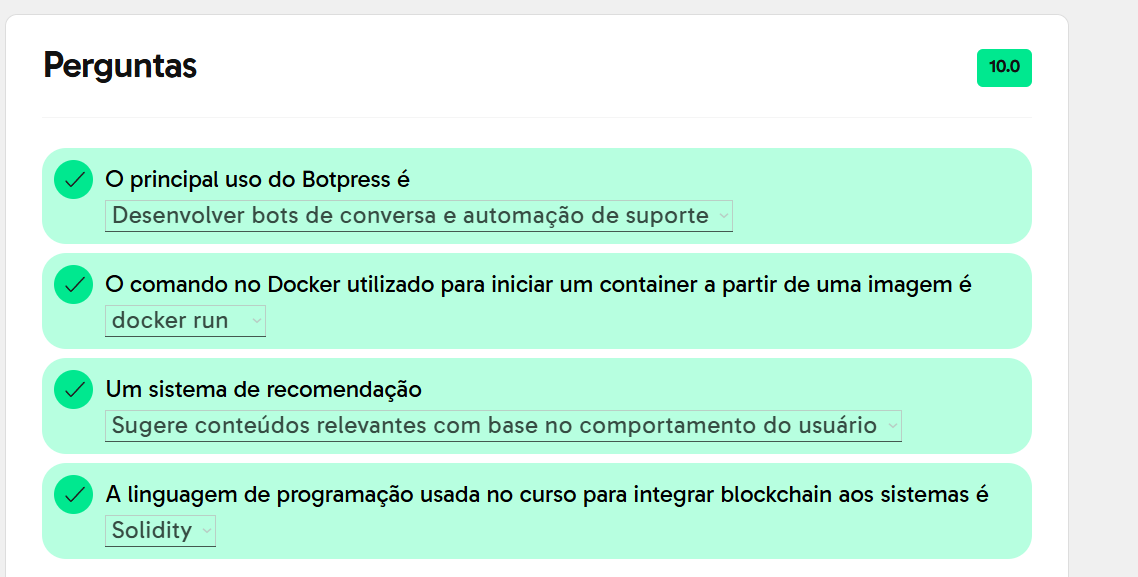 Perguntas
10.0
O principal uso do Botpress é
Desenvolver bots de conversa e automação de suporte
O comando no Docker utilizado para iniciar um container a partir de uma imagem é
docker run
Um sistema de recomendação
Sugere conteúdos relevantes com base no comportamento do usuário
A linguagem de programação usada no curso para integrar blockchain aos sistemas é
Solidity